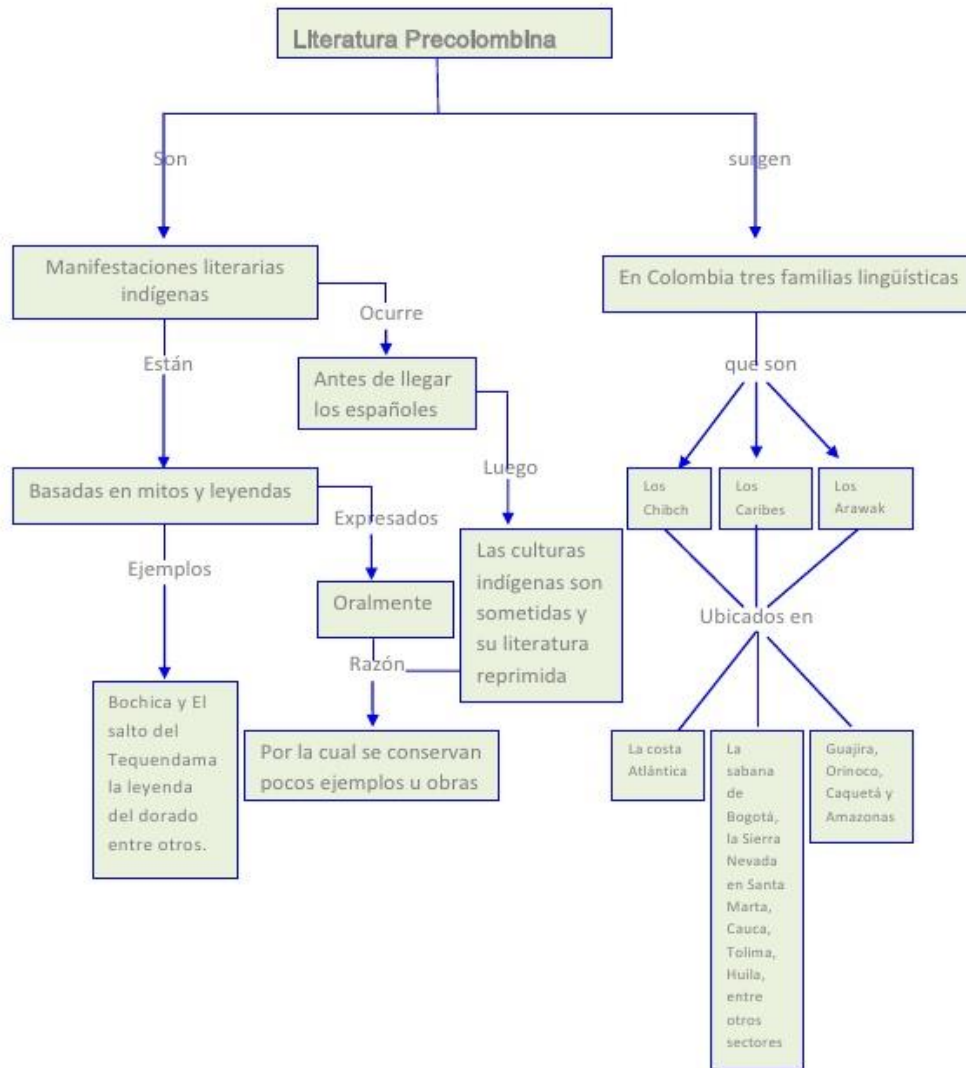 Literatura Precolombina
Son
surgen
Manifestaciones literarias
indígenas
En Colombia tres familias lingüísticas
Ocurre
Están
que son
Antes de llegar
los españoles
Luego
Basadas en mitos y leyendas
Los
Chibch
Los
Caribes
Los
Arawak
Expresados
Ejemplos
Las culturas
indígenas son
sometidas y
su literatura
reprimida
Oralmente
Ubicados en
Razón
Bochica y El
salto del
Tequendama
la leyenda
del dorado
entre otros.
Por la cual se conservan
pocos ejemplos u obras
La costa
Atlántica
La
sabana
de
Bogotá,
la Sierra
Nevada
en Santa
Marta,
Cauca,
Tolima,
Huila,
entre
otros
sectores
Guajira,
Orinoco,
Caquetá y
Amazonas